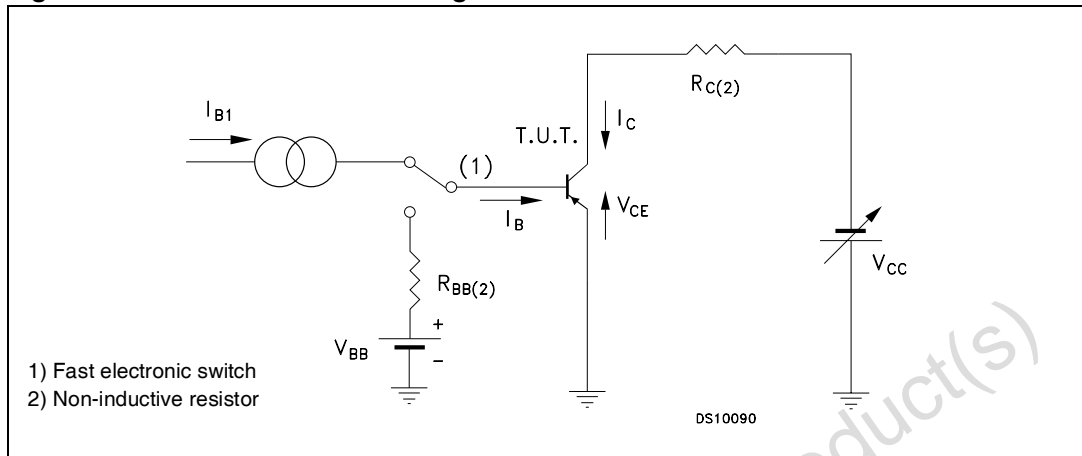 I_B1
T.U.T.
I_C
R_C(2)
(1)
I_B
V_CE
V_CC
R_BB(2)
V_BB
+
–
1) Fast electronic switch
2) Non-inductive resistor
DS10090